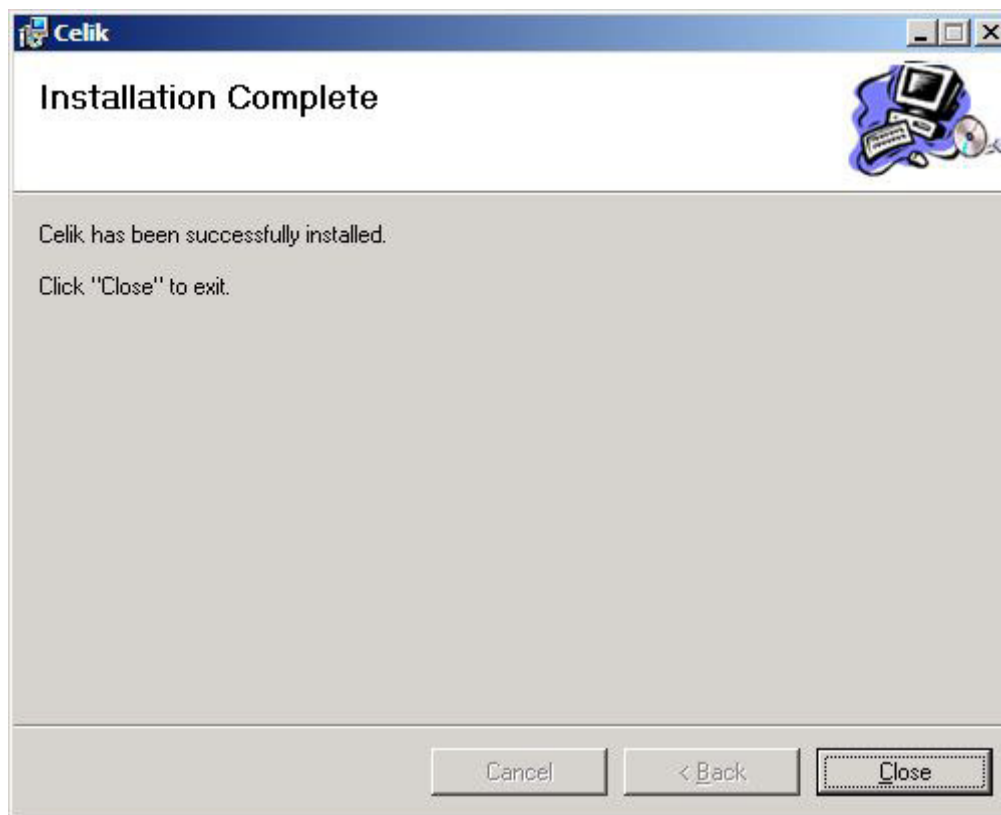 Celik
Installation Complete
Celik has been successfully installed.
Click "Close" to exit.
Cancel
< Back
Close